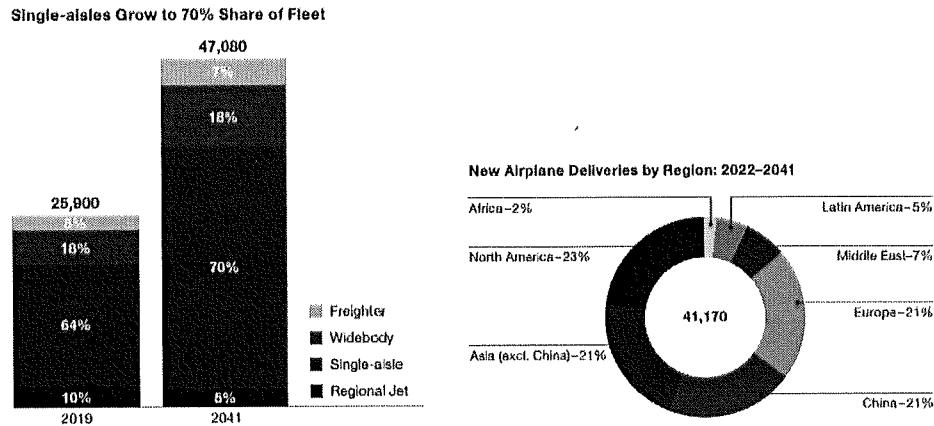 Single-aisles Grow to 70% Share of Fleet
47,080
7%
18%
70%
5%
2041
25,900
8%
18%
64%
10%
2019
Freighter
Widebody
Single-aisle
Regional Jet
New Airplane Deliveries by Region: 2022–2041
Africa–2%
Latin America–5%
North America–23%
Middle East–7%
41,170
Europe–21%
Asia (excl. China)–21%
China–21%